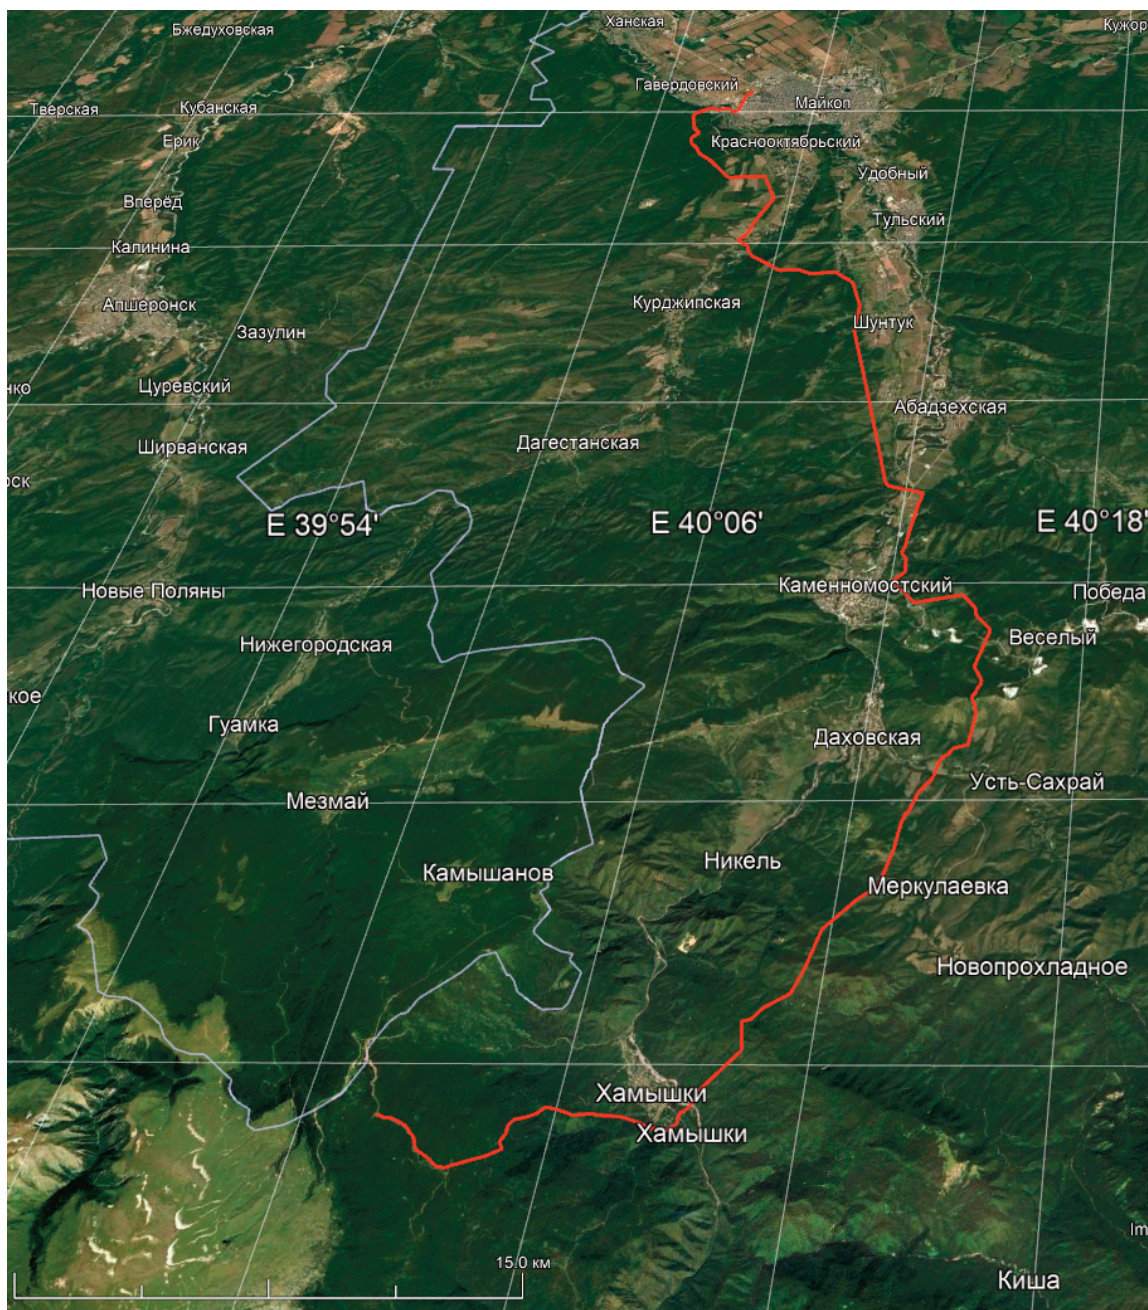 Ханская
Бжедуховская
Кужор
Гавердовский
Тверская
Кубанская
Майкоп
Ерик
Краснооктябрьский
Удобный
Вперёд
Тульский
Калинина
Апшеронск
Курджипская
Зазулин
Шунтук
нко
Цуревский
Абадзехская
Ширванская
Дагестанская
рск
E 39°54'
E 40°06'
E 40°18'
Новые Поляны
Каменномостский
Победа
Нижегородская
Веселый
кое
Гуамка
Даховская
Мезмай
Усть-Сахрай
Камышанов
Никель
Меркулаевка
Новопрохладное
Хамышки
Хамышки
Im
15.0 км
Киша